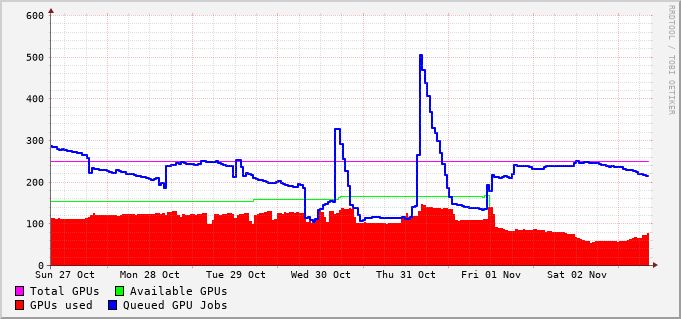 600
500
400
300
200
100
0
Sun 27 Oct Mon 28 Oct Tue 29 Oct Wed 30 Oct Thu 31 Oct Fri 01 Nov Sat 02 Nov
Total GPUs Available GPUs
GPUs used Queued GPU Jobs
RRDTOOL / TOBI OETIKER